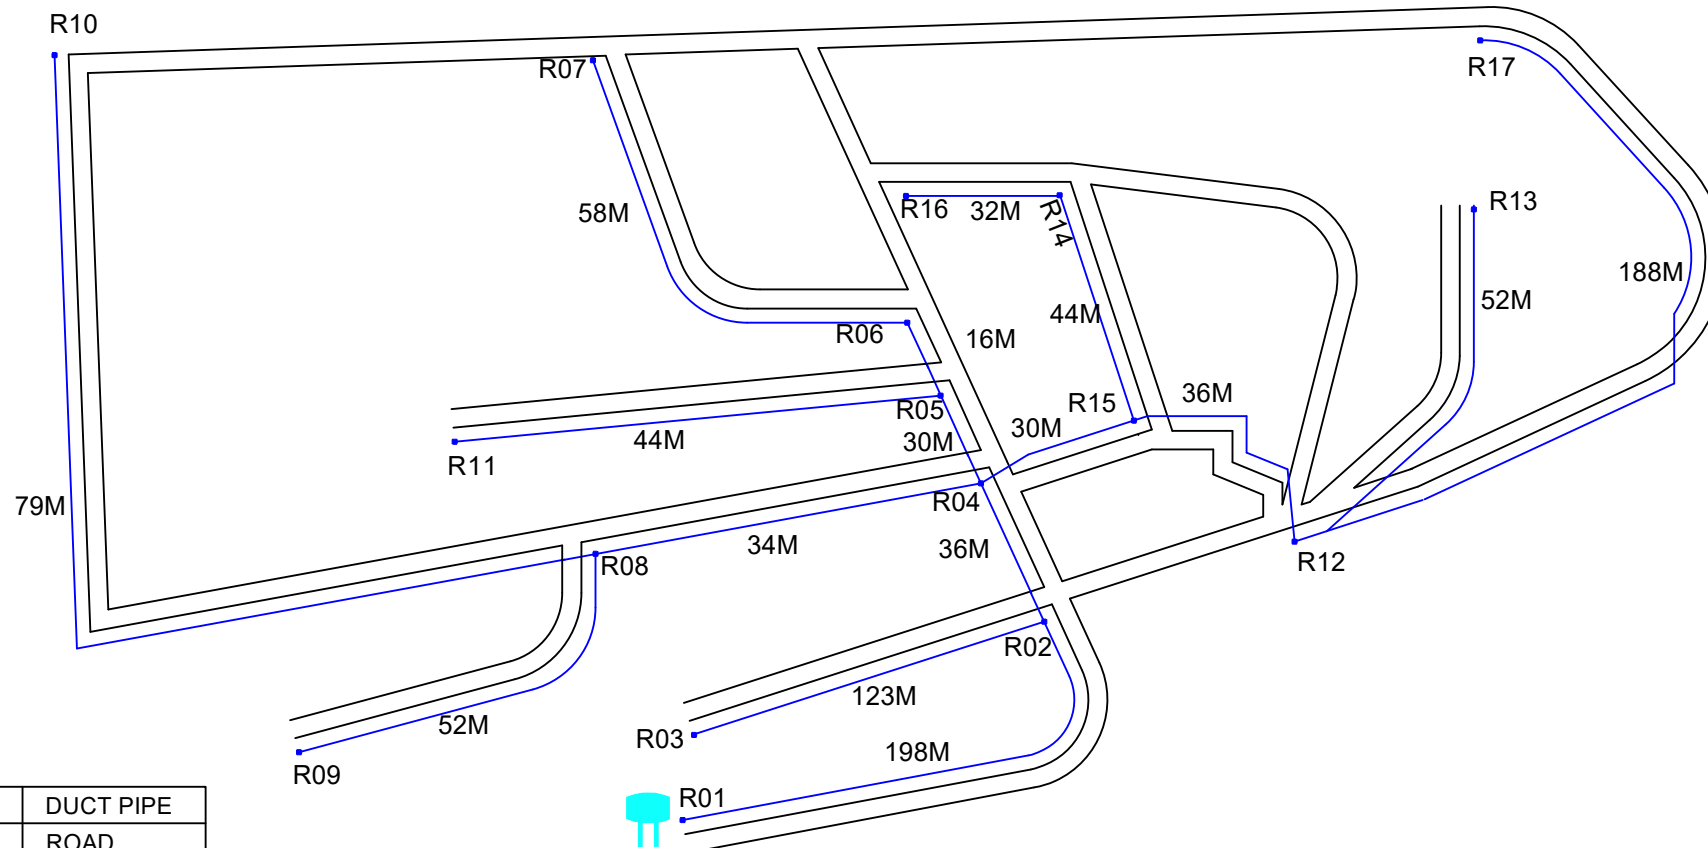 R10
R07
R17
58M
R16
32M
R14
R13
188M
52M
44M
16M
R06
36M
R15
R05
30M
30M
44M
R11
79M
R04
36M
34M
R08
R12
R02
123M
52M
R03
198M
R09
R01
DUCT PIPE
ROAD